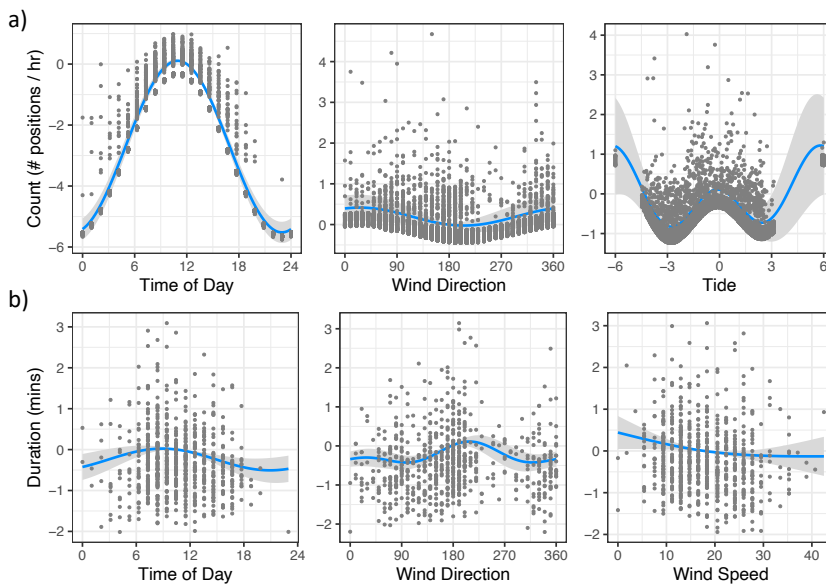 a)
Count (# positions / hr)
0
−2
−4
−6
0 6 12 18 24
Time of Day
4
3
2
1
0
0 90 180 270 360
Wind Direction
4
3
2
1
0
−1
−6 −3 0 3 6
Tide
b)
Duration (mins)
3
2
1
0
−1
−2
0 6 12 18 24
Time of Day
3
2
1
0
−1
−2
0 90 180 270 360
Wind Direction
3
2
1
0
−1
−2
0 10 20 30 40
Wind Speed